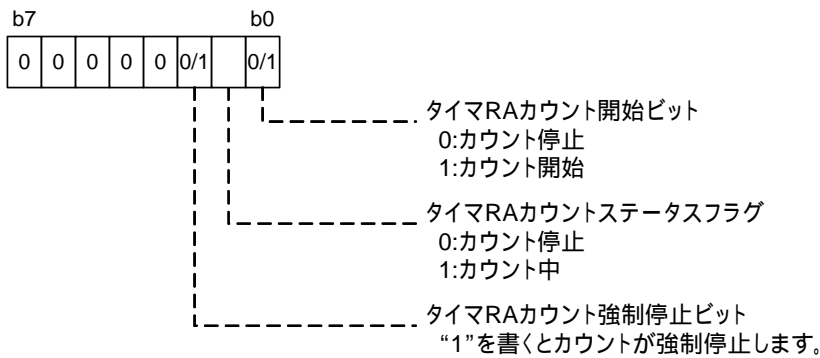 b7 b0
0 0 0 0 0 0/1 0/1
タイマRAカウント開始ビット
0:カウント停止
1:カウント開始
タイマRAカウントステータスフラグ
0:カウント停止
1:カウント中
タイマRAカウント強制停止ビット
“1”を書くとカウントが強制停止します。